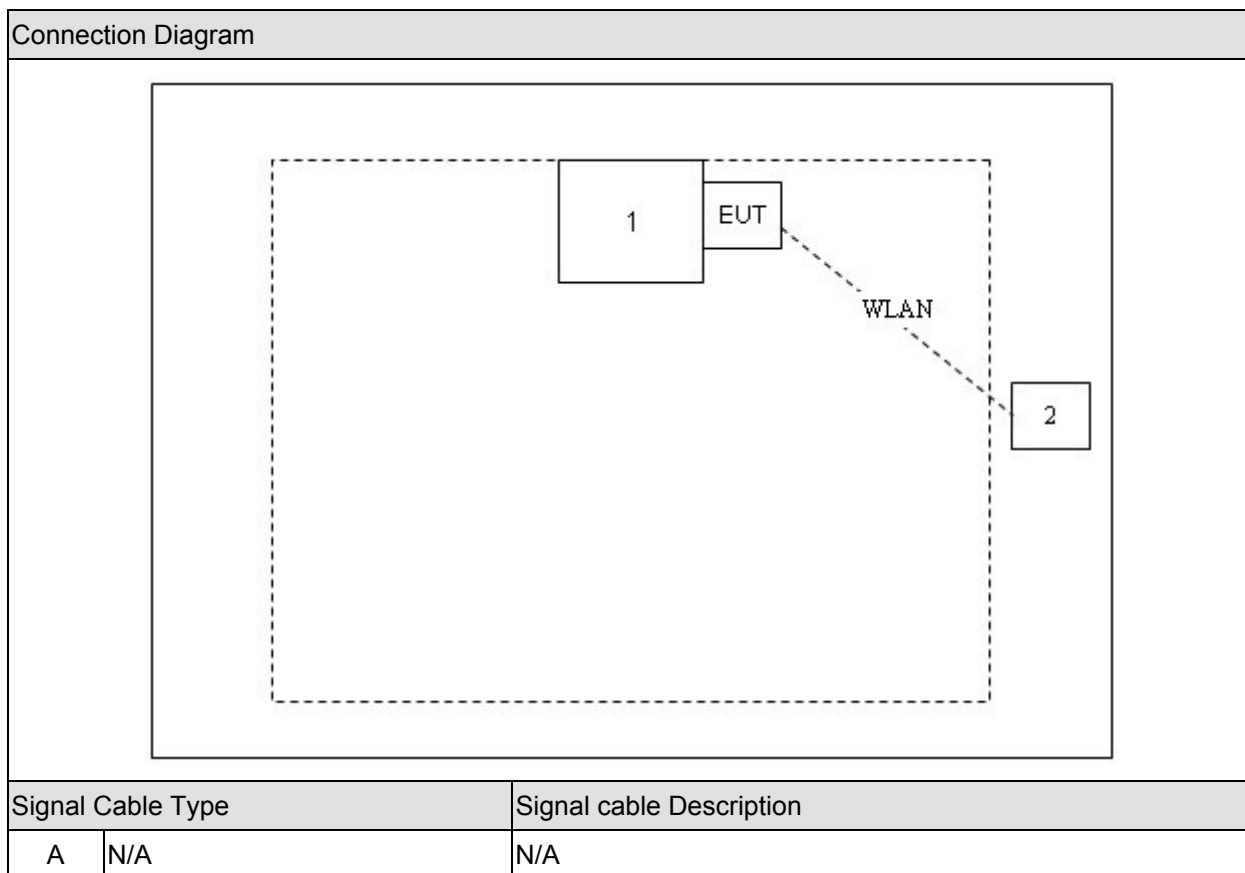 Connection Diagram
1
EUT
WLAN
2
Signal Cable Type Signal cable Description
A N/A N/A